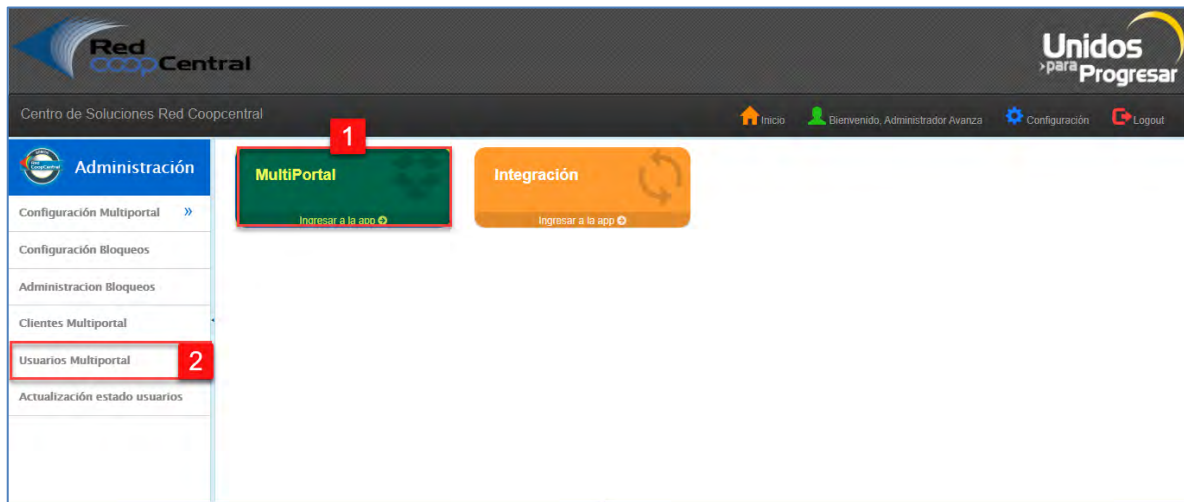 Red
CoopCentral
Unidos
>para Progresar
Centro de Soluciones Red Coopcentral
Inicio
Bienvenido, Administrador Avanza
Configuración
Logout
1
Administración
MultiPortal
Ingresar a la app
Integración
Ingresar a la app
Configuración Multiportal »
Configuración Bloqueos
Administracion Bloqueos
Clientes Multiportal
Usuarios Multiportal
2
Actualización estado usuarios